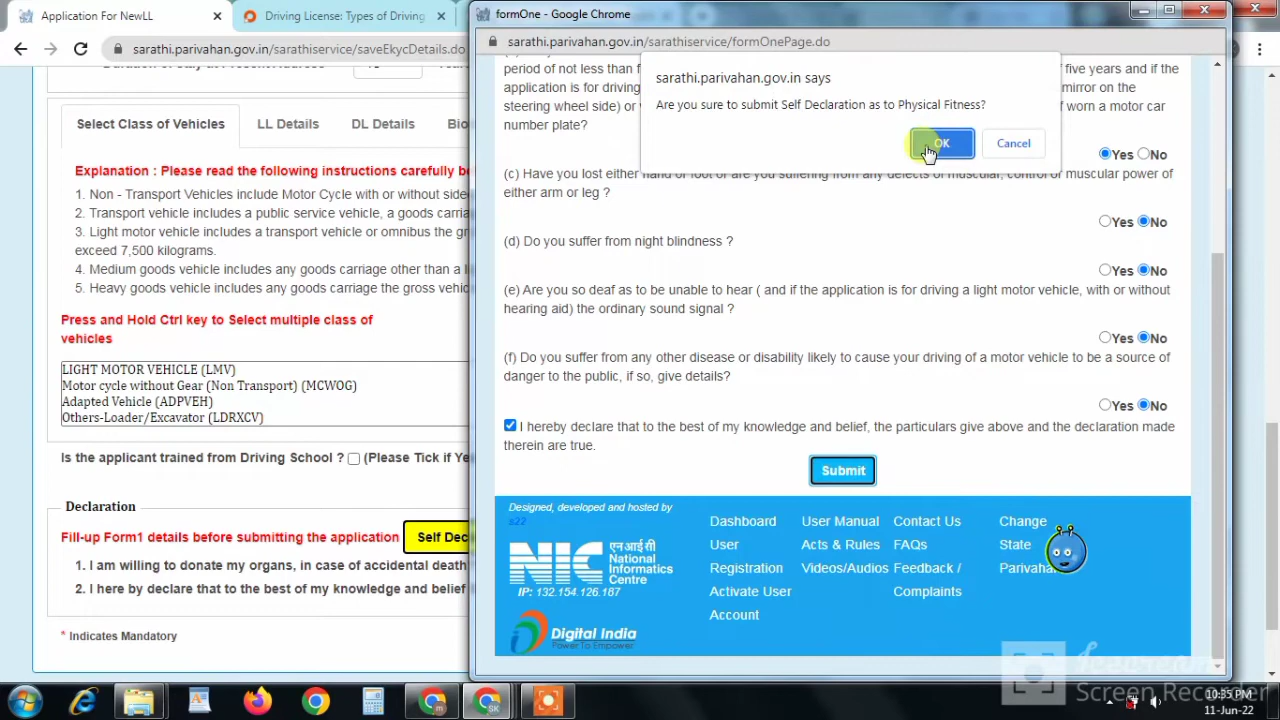 Application For NewLL
Driving License: Types of Driving
formOne - Google Chrome
sarathi.parivahan.gov.in/sarathiservice/saveEkycDetails.do
sarathi.parivahan.gov.in/sarathiservice/formOnePage.do
sarathi.parivahan.gov.in says
Are you sure to submit Self Declaration as to Physical Fitness?
OK
Cancel
Select Class of Vehicles
LL Details
DL Details
Explanation : Please read the following instructions carefully
1. Non - Transport Vehicles include Motor Cycle with or without side
2. Transport vehicle includes a public service vehicle, a goods
3. Light motor vehicle includes a transport vehicle or omnibus the
exceed 7,500 kilograms.
4. Medium goods vehicle includes any goods carriage other than a
5. Heavy goods vehicle includes any goods carriage the gross
Press and Hold Ctrl key to Select multiple class of
vehicles
LIGHT MOTOR VEHICLE (LMV)
Motor cycle without Gear (Non Transport) (MCWOG)
Adapted Vehicle (ADPVEH)
Others-Loader/Excavator (LDRXCV)
Is the applicant trained from Driving School ? (Please Tick if
Declaration
Fill-up Form1 details before submitting the application
Self
1. I am willing to donate my organs, in case of accidental death
2. I here by declare that to the best of my knowledge and belief
* Indicates Mandatory
period of not less than
of five years and if the
application is for driving
mirror on the
steering wheel side) or
of worn a motor car
number plate?
Yes No
(c) Have you lost either hand or foot or are you suffering from any defects of muscular, control or muscular power of
either arm or leg ?
Yes No
(d) Do you suffer from night blindness ?
Yes No
(e) Are you so deaf as to be unable to hear ( and if the application is for driving a light motor vehicle, with or without
hearing aid) the ordinary sound signal ?
Yes No
(f) Do you suffer from any other disease or disability likely to cause your driving of a motor vehicle to be a source of
danger to the public, if so, give details?
Yes No
I hereby declare that to the best of my knowledge and belief, the particulars give above and the declaration made
therein are true.
Submit
Designed, developed and hosted by
s22
NIC
एन आई सी
National
Informatics
Centre
IP: 132.154.126.187
Digital India
Power To Empower
Dashboard
User
Registration
Activate User
Account
User Manual
Acts & Rules
Videos/Audios
Contact Us
FAQs
Feedback /
Complaints
Change
State
Icecream
Screen Recorder
10:35 PM
11-Jun-22